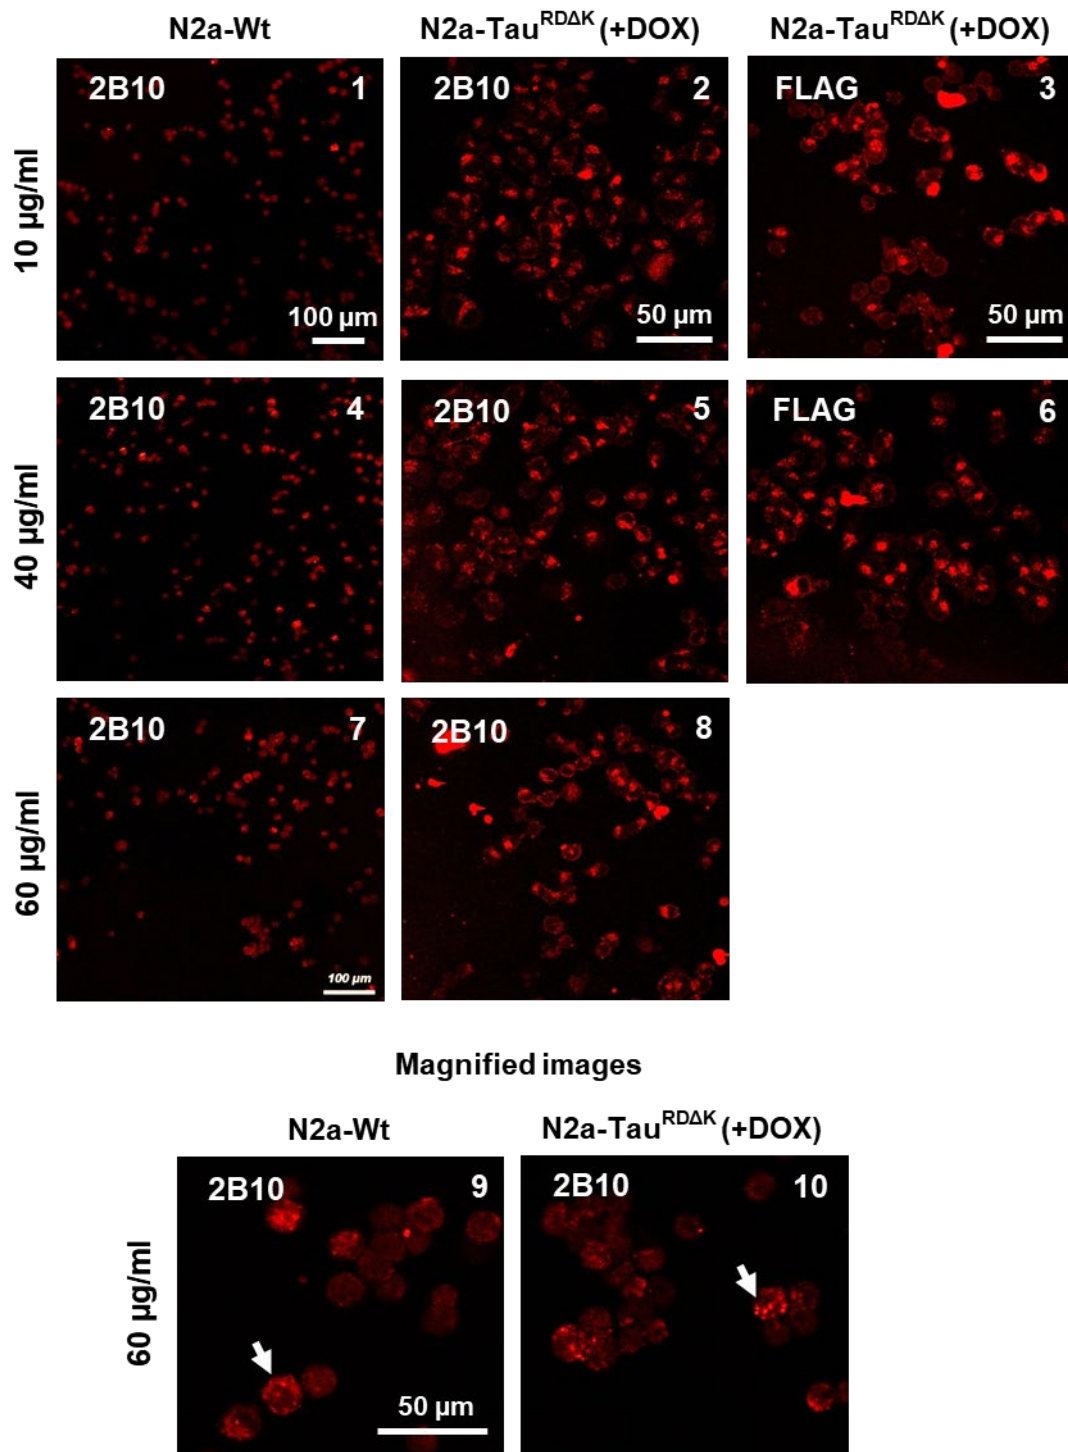 N2a-Wt
N2a-Tau^RDΔK (+DOX)
N2a-Tau^RDΔK (+DOX)
10 µg/ml
2B10 1
100 µm
2B10 2
50 µm
FLAG 3
50 µm
40 µg/ml
2B10 4
2B10 5
FLAG 6
60 µg/ml
2B10 7
100 µm
2B10 8
Magnified images
N2a-Wt
N2a-Tau^RDΔK (+DOX)
60 µg/ml
2B10 9
50 µm
2B10 10